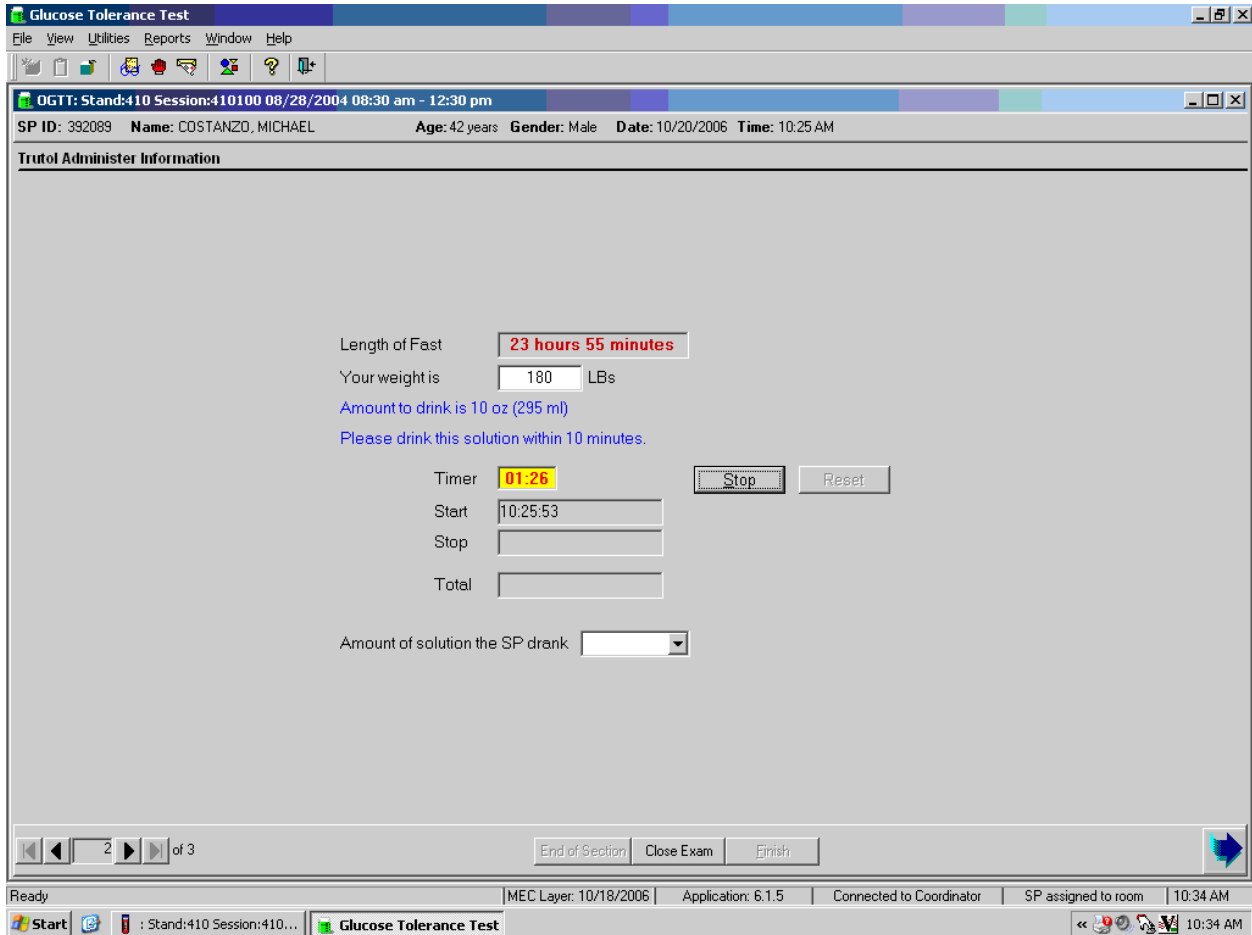 Glucose Tolerance Test
File View Utilities Reports Window Help
OGTT: Stand:410 Session:410100 08/28/2004 08:30 am - 12:30 pm
SP ID: 392089 Name: COSTANZO, MICHAEL Age: 42 years Gender: Male Date: 10/20/2006 Time: 10:25 AM
Trutol Administer Information
Length of Fast 23 hours 55 minutes
Your weight is 180 LBs
Amount to drink is 10 oz (295 ml)
Please drink this solution within 10 minutes.
Timer 01:26 Stop Reset
Start 10:25:53
Stop
Total
Amount of solution the SP drank
2 of 3 End of Section Close Exam Finish
Ready MEC Layer: 10/18/2006 Application: 6.1.5 Connected to Coordinator SP assigned to room 10:34 AM
Start : Stand:410 Session:410... Glucose Tolerance Test « 10:34 AM